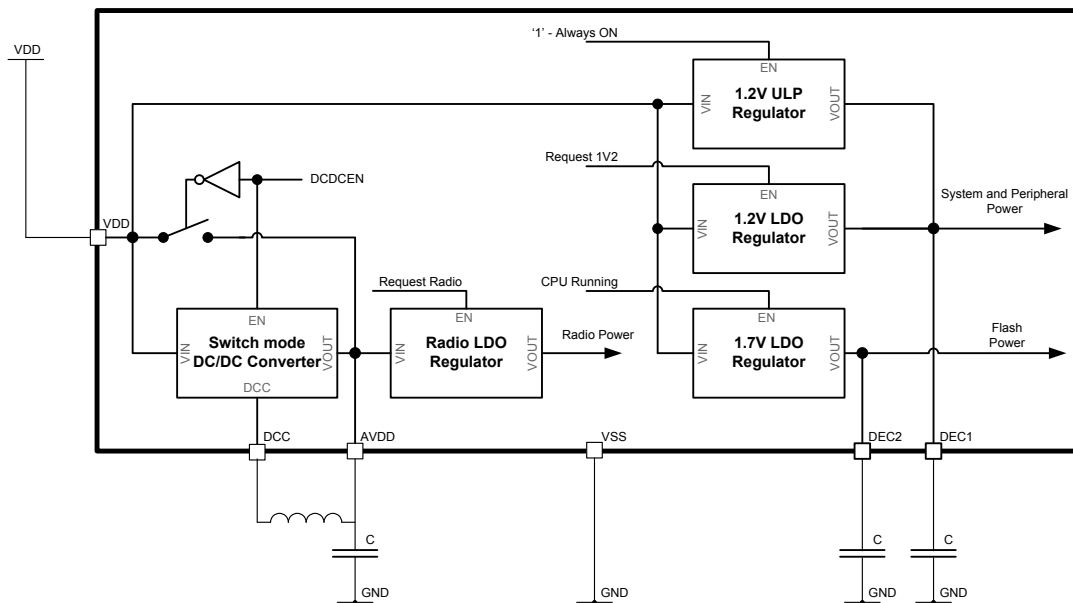 VDD
'1' - Always ON
EN
VIN
1.2V ULP
Regulator
VOUT
Request 1V2
EN
VIN
1.2V LDO
Regulator
VOUT
System and Peripheral
Power
DCDCEN
VDD
CPU Running
EN
VIN
1.7V LDO
Regulator
VOUT
Flash
Power
Request Radio
EN
VIN
Radio LDO
Regulator
VOUT
Radio Power
EN
VIN
Switch mode
DC/DC Converter
VOUT
DCC
DCC
AVDD
VSS
DEC2
DEC1
C
C
C
GND
GND
GND
GND